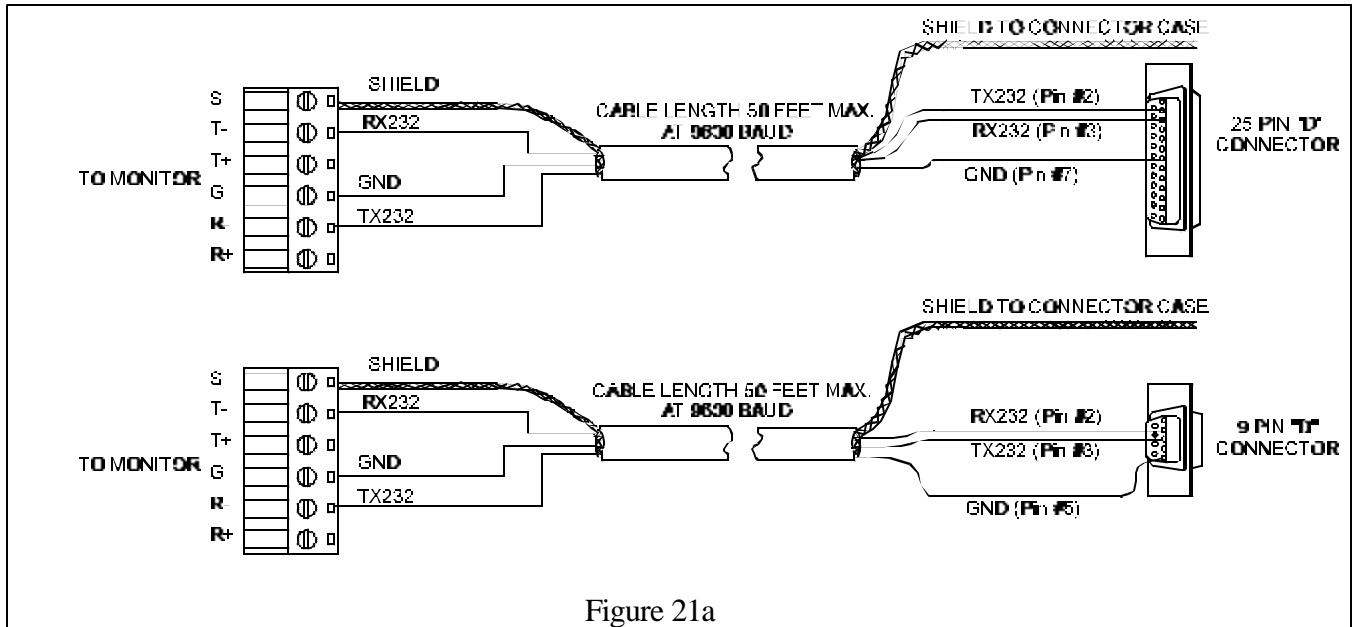 SHIELD TO CONNECTOR CASE
S
T-
T+
G
R-
R+
TO MONITOR
SHIELD
RX232
GND
TX232
CABLE LENGTH 50 FEET MAX.
AT 9600 BAUD
TX232 (Pin #2)
RX232 (Pin #3)
GND (Pin #7)
25 PIN "D"
CONNECTOR
SHIELD TO CONNECTOR CASE
S
T-
T+
G
R-
R+
TO MONITOR
SHIELD
RX232
GND
TX232
CABLE LENGTH 50 FEET MAX.
AT 9600 BAUD
RX232 (Pin #2)
TX232 (Pin #3)
GND (Pin #5)
9 PIN "D"
CONNECTOR
Figure 21a